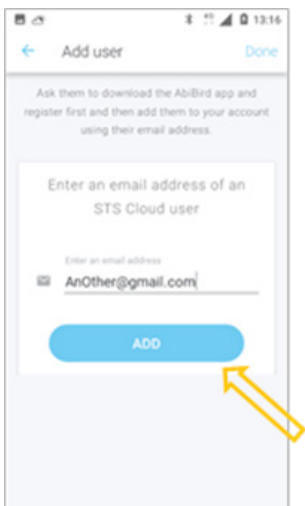 13:16
Add user
Done
Ask them to download the AbiBird app and
register first and then add them to your account
using their email address.
Enter an email address of an
STS Cloud user
Enter an email address
AnOther@gmail.com
ADD